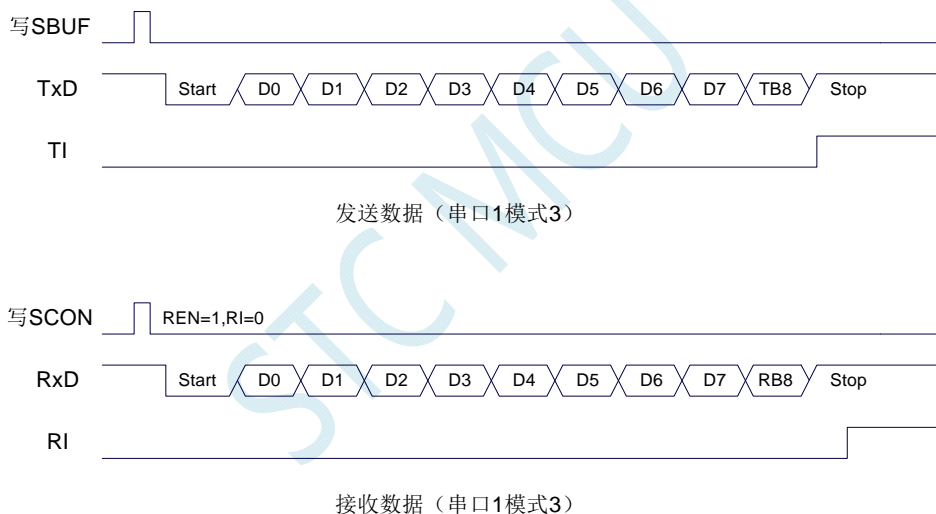 写SBUF
TxD Start D0 D1 D2 D3 D4 D5 D6 D7 TB8 Stop
TI
发送数据（串口1模式3）
写SCON REN=1,RI=0
RxD Start D0 D1 D2 D3 D4 D5 D6 D7 RB8 Stop
RI
接收数据（串口1模式3）
STC MCU